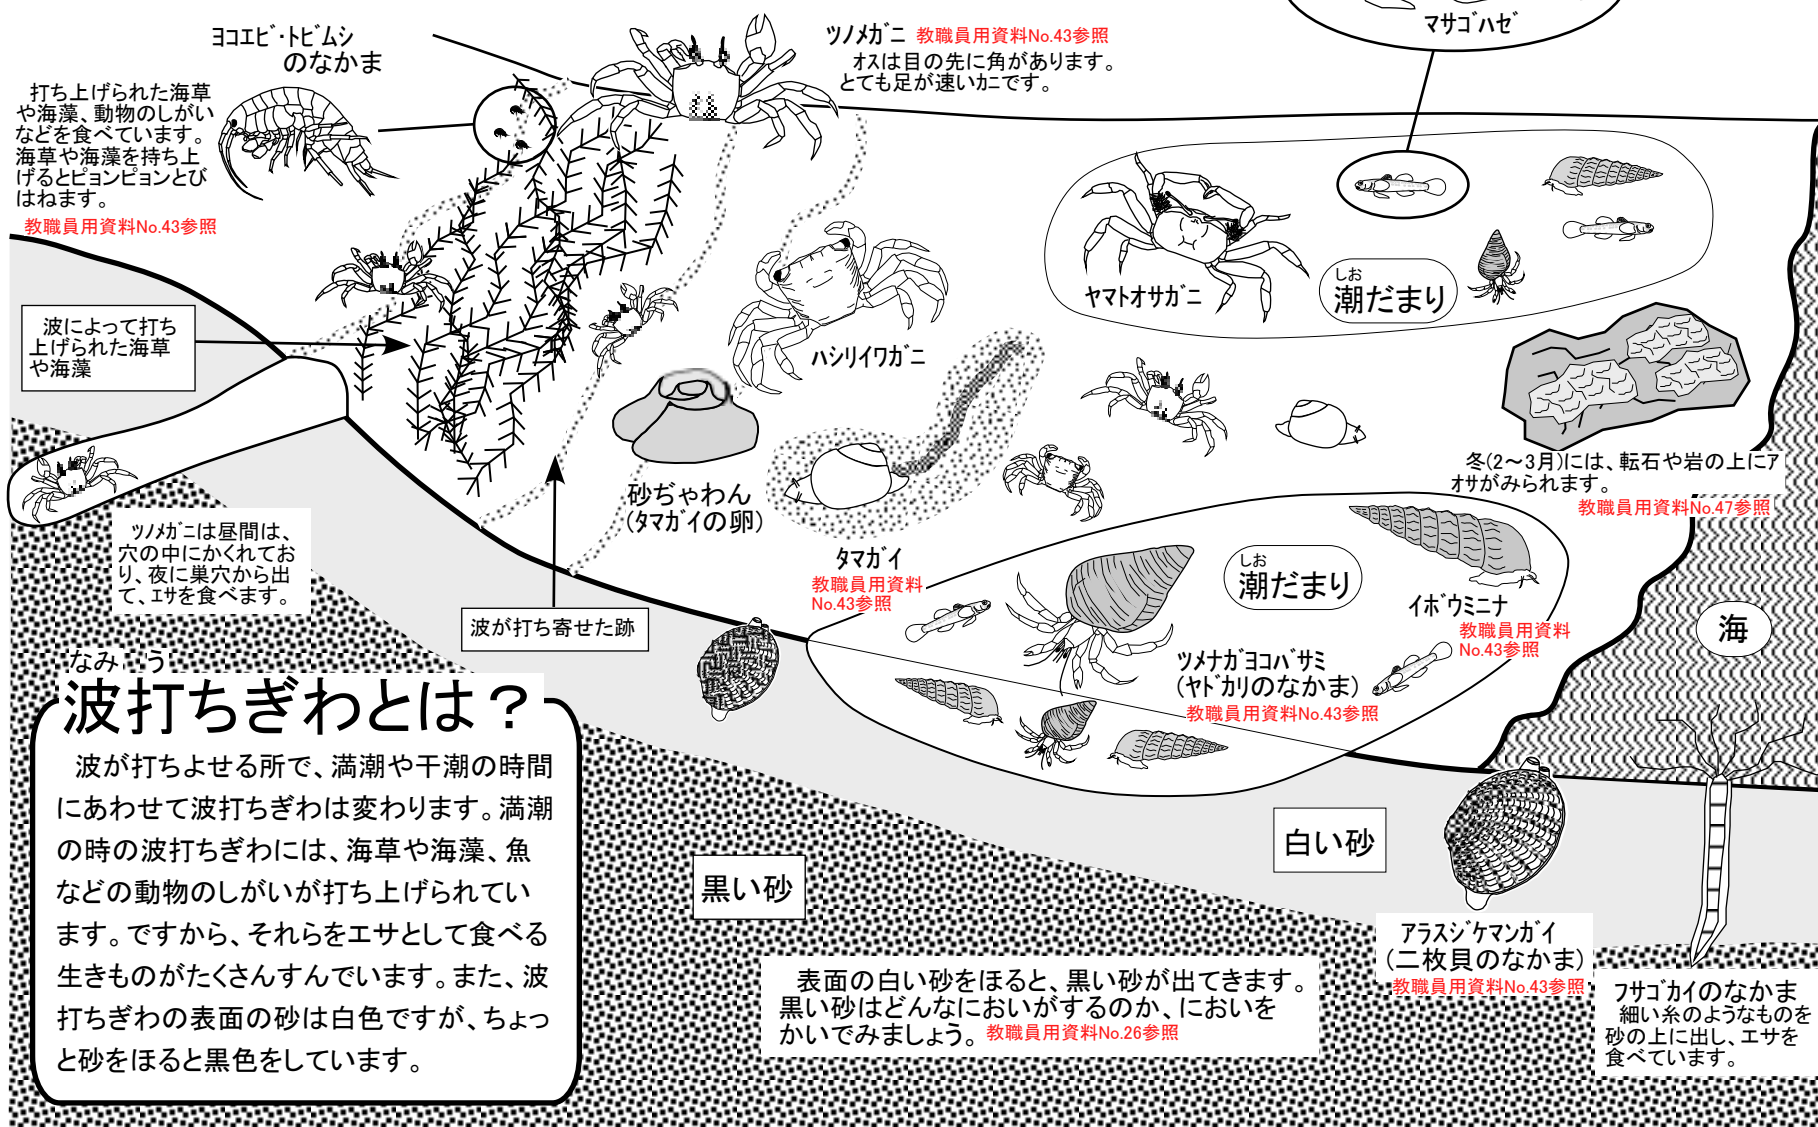 ヨコエビ・トビムシ
のなかま
打ち上げられた海草
や海藻、動物のしがい
などを食べています。
海草や海藻を持ち上
げるとピョンピョンとび
はねます。
教職員用資料No.43参照
ツノメガニ 教職員用資料No.43参照
オスは目の先に角があります。
とても足が速いカニです。
マサゴハゼ
ヤマトオサガニ
しお
潮だまり
波によって打ち
上げられた海草
や海藻
ハシリイワガニ
砂ぢゃわん
(タマガイの卵)
タマガイ
教職員用資料
No.43参照
冬(2～3月)には、転石や岩の上にア
オサがみられます。
教職員用資料No.47参照
ツノメガニは昼間は、
穴の中にかくれてお
り、夜に巣穴から出
て、エサを食べます。
波が打ち寄せた跡
しお
潮だまり
イボウミニナ
教職員用資料
No.43参照
ツメナガヨコバサミ
(ヤドカリのなかま)
教職員用資料No.43参照
海
なみ う
波打ちぎわとは？
波が打ちよせる所で、満潮や干潮の時間
にあわせて波打ちぎわは変わります。満潮
の時の波打ちぎわには、海草や海藻、魚
などの動物のしがいが打ち上げられてい
ます。ですから、それらをエサとして食べる
生きものがたくさんすんでいます。また、波
打ちぎわの表面の砂は白色ですが、ちょっ
と砂をほると黒色をしています。
黒い砂
白い砂
表面の白い砂をほると、黒い砂が出てきます。
黒い砂はどんなにおいがするのか、においを
かいでみましょう。 教職員用資料No.26参照
アラスジケマンガイ
(二枚貝のなかま)
教職員用資料No.43参照
フサゴカイのなかま
細い糸のようなものを
砂の上に出し、エサを
食べています。